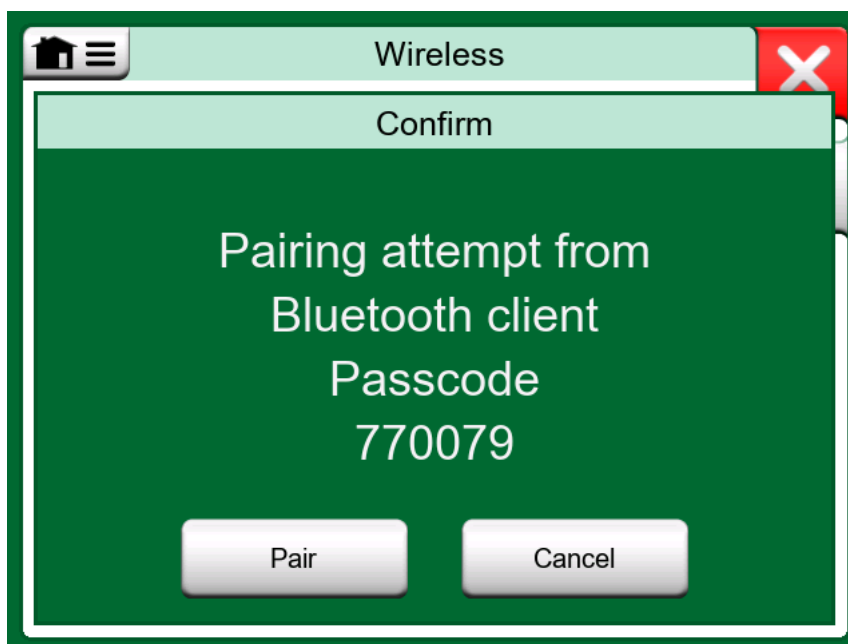 Wireless
Confirm
Pairing attempt from
Bluetooth client
Passcode
770079
Pair
Cancel